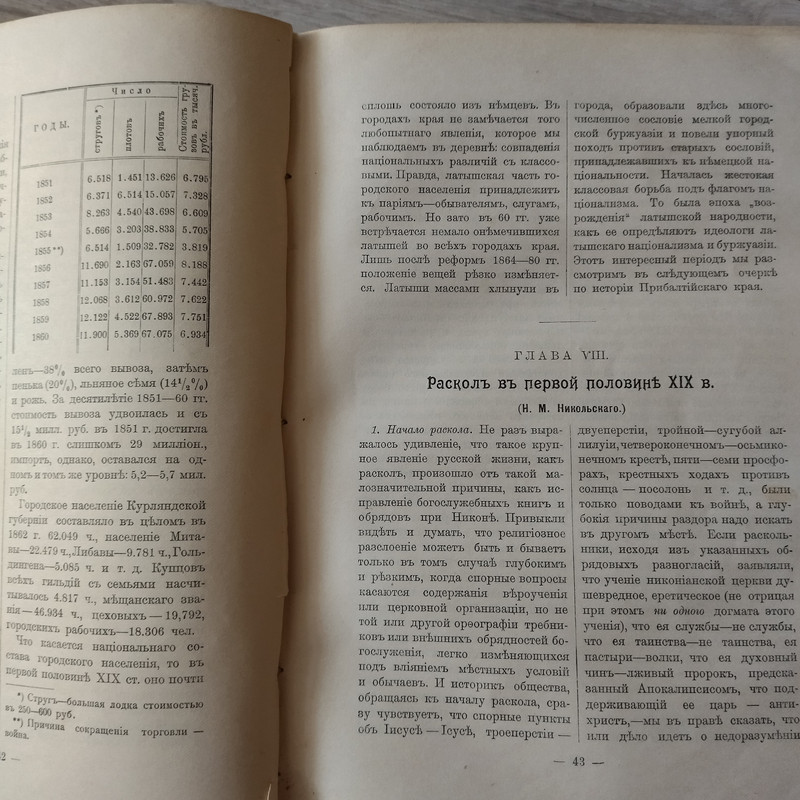 ГОДЫ.
Число
струговъ *)
плотовъ
рабочихъ
Стоимость гру-
зовъ въ тысяч.
рубл.
1851 6.518 1.451 13.626 6.795
1852 6.371 6.514 15.057 7.328
1853 8.263 4.540 43.698 6.609
1854 5.666 3.203 38.833 5.705
1855**) 6.514 1.509 32.782 3.819
1856 11.690 2.163 67.059 8.188
1857 11.153 3.154 51.483 7.442
1858 12.068 3.612 60.972 7.622
1859 12.122 4.522 67.893 7.751
1860 11.900 5.369 67.075 6.934
ленъ—38% всего вывоза, затѣмъ
пенька (20%), льняное сѣмя (14½%)
и рожь. За десятилѣтіе 1851—60 гг.
стоимость вывоза удвоилась и съ
милл. руб. въ 1851 г. достигла
въ 1860 г. слишкомъ 29 милліон.,
импортъ, однако, оставался на од-
номъ и томъ же уровнѣ: 5,2—5,7 мил.
руб.
Городское населеніе Курляндской
губерніи составляло въ цѣломъ въ
1862 г. 62.049 ч., населеніе Мита-
вы—22.479 ч., Либавы—9.781 ч., Голь-
дингена—5.085 ч. и т. д. Купцовъ
всѣхъ гильдій съ семьями насчи-
тывалось 4.817 ч., мѣщанскаго зва-
нія—46.934 ч., цеховыхъ—19,792,
городскихъ рабочихъ—18.306 чел.
Что касается національнаго со-
става городского населенія, то въ
первой половинѣ XIX ст. оно почти
*) Стругъ—большая лодка стоимостью
въ 250—600 руб.
**) Причина сокращенія торговли —
война.
сплошь состояло изъ нѣмцевъ. Въ
городахъ края не замѣчается того
любопытнаго явленія, которое мы
наблюдаемъ въ деревнѣ: совпаденія
національныхъ различій съ классо-
выми. Правда, латышская часть го-
родского населенія принадлежитъ
къ паріямъ—обывателямъ, слугамъ,
рабочимъ. Но зато въ 60 гг. уже
встрѣчается немало онѣмечившихся
латышей во всѣхъ городахъ края.
Лишь послѣ реформъ 1864—80 гг.
положеніе вещей рѣзко измѣняет-
ся. Латыши массами хлынули въ
города, образовали здѣсь много-
численное сословіе мелкой город-
ской буржуазіи и повели упорный
походъ противъ старыхъ сословій,
принадлежавшихъ къ нѣмецкой на-
ціональности. Началась жестокая
классовая борьба подъ флагомъ на-
ціонализма. То была эпоха „воз-
рожденія“ латышской народности,
какъ ее опредѣляютъ идеологи ла-
тышскаго націонализма и буржуазіи.
Этотъ интересный періодъ мы раз-
смотримъ въ слѣдующемъ очеркѣ
по исторіи Прибалтійскаго края.
ГЛАВА VIII.
Расколъ въ первой половинѣ XIX в.
(Н. М. Никольскаго.)
1. Начало раскола. Не разъ выра-
жалось удивленіе, что такое круп-
ное явленіе русской жизни, какъ
расколъ, произошло отъ такой ма-
лозначительной причины, какъ ис-
правленіе богослужебныхъ книгъ и
обрядовъ при Никонѣ. Привыкли
видѣть и думать, что религіозное
разслоеніе можетъ быть и бываетъ
только въ томъ случаѣ глубокимъ
и рѣзкимъ, когда спорные вопросы
касаются содержанія вѣроученія
или церковной организаціи, но не
той или другой орѳографіи требни-
ковъ или внѣшнихъ обрядностей бо-
гослуженія, легко измѣняющихся
подъ вліяніемъ мѣстныхъ условій
и обычаевъ. И историкъ общества,
обращаясь къ началу раскола, сра-
зу чувствуетъ, что спорные пункты
объ Іисусѣ — Ісусѣ, троеперстіи —
двуеперстіи, тройной—сугубой ал-
лилуіи, четвероконечномъ—осьмико-
нечномъ крестѣ, пяти—семи просфо-
рахъ, крестныхъ ходахъ противъ
солнца — посолонь и т. д., были
только поводами къ войнѣ, а глу-
бокія причины раздора надо искать
въ другомъ мѣстѣ. Если расколь-
ники, исходя изъ указанныхъ об-
рядовыхъ разногласій, заявляли,
что ученіе никоніанской церкви ду-
шевредное, еретическое (не отрицая
при этомъ ни одного догмата этого
ученія), что ея службы—не службы,
что ея таинства—не таинства, ея
пастыри—волки, что ея духовный
чинъ—лживый пророкъ, предска-
занный Апокалипсисомъ, что под-
держивающій ее царь — анти-
христъ,—мы въ правѣ сказать, что
или дѣло идетъ о недоразумѣніи
— 43 —